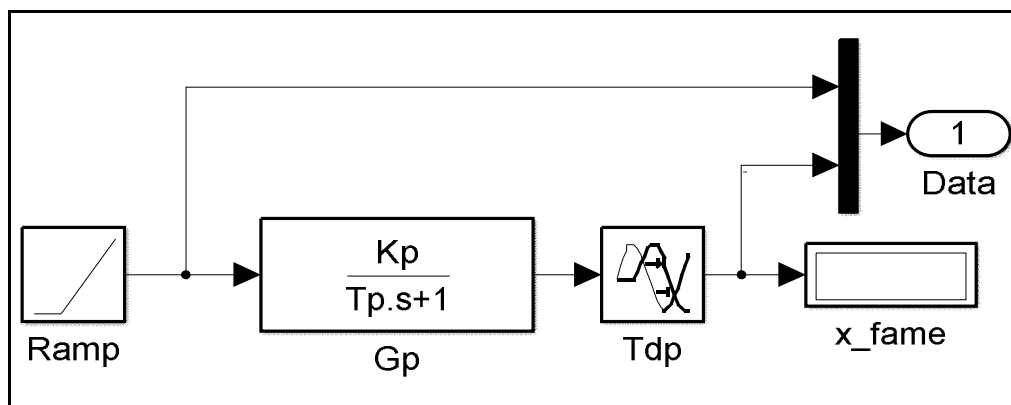 1
Data
Kp
Tp.s+1
Ramp
Gp
Tdp
x_fame